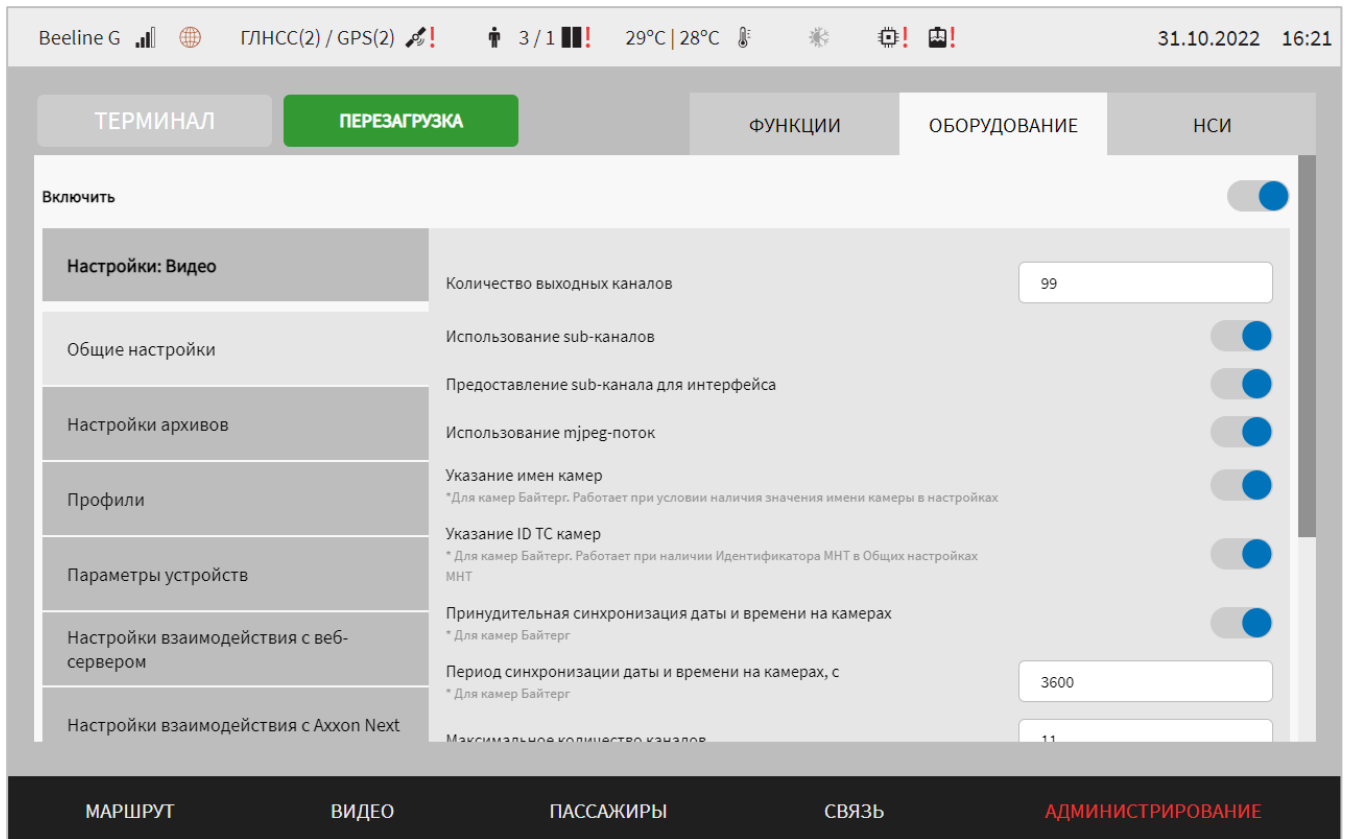 Beeline G ГЛНСС(2) / GPS(2) ! 3 / 1 ! 29°C | 28°C ! ! 31.10.2022 16:21
ТЕРМИНАЛ ПЕРЕЗАГРУЗКА ФУНКЦИИ ОБОРУДОВАНИЕ НСИ
Включить
Настройки: Видео
Общие настройки
Настройки архивов
Профили
Параметры устройств
Настройки взаимодействия с веб-
сервером
Настройки взаимодействия с Axxon Next
Количество выходных каналов 99
Использование sub-каналов
Предоставление sub-канала для интерфейса
Использование mjpeg-поток
Указание имен камер
*Для камер Байтерг. Работает при условии наличия значения имени камеры в настройках
Указание ID ТС камер
* Для камер Байтерг. Работает при наличии Идентификатора МНТ в Общих настройках
МНТ
Принудительная синхронизация даты и времени на камерах
* Для камер Байтерг
Период синхронизации даты и времени на камерах, с 3600
* Для камер Байтерг
Максимальное количество каналов 11
МАРШРУТ ВИДЕО ПАССАЖИРЫ СВЯЗЬ АДМИНИСТРИРОВАНИЕ